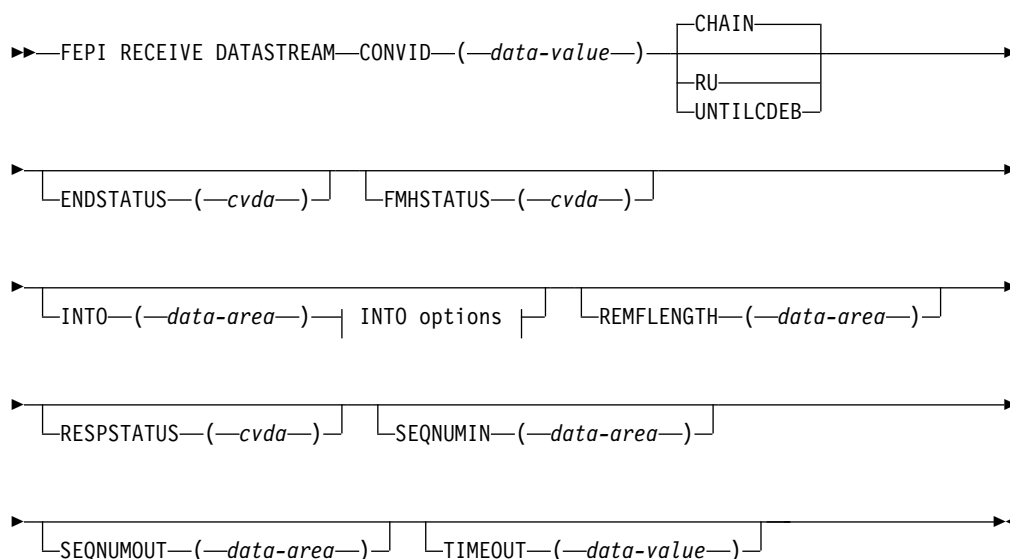 CHAIN
FEPI RECEIVE DATASTREAM CONVID ( data-value )
RU
UNTILCDEB
ENDSTATUS ( cvda ) FMHSTATUS ( cvda )
INTO ( data-area ) INTO options REMFLENGTH ( data-area )
RESPSTATUS ( cvda ) SEQNUMIN ( data-area )
SEQNUMOUT ( data-area ) TIMEOUT ( data-value )